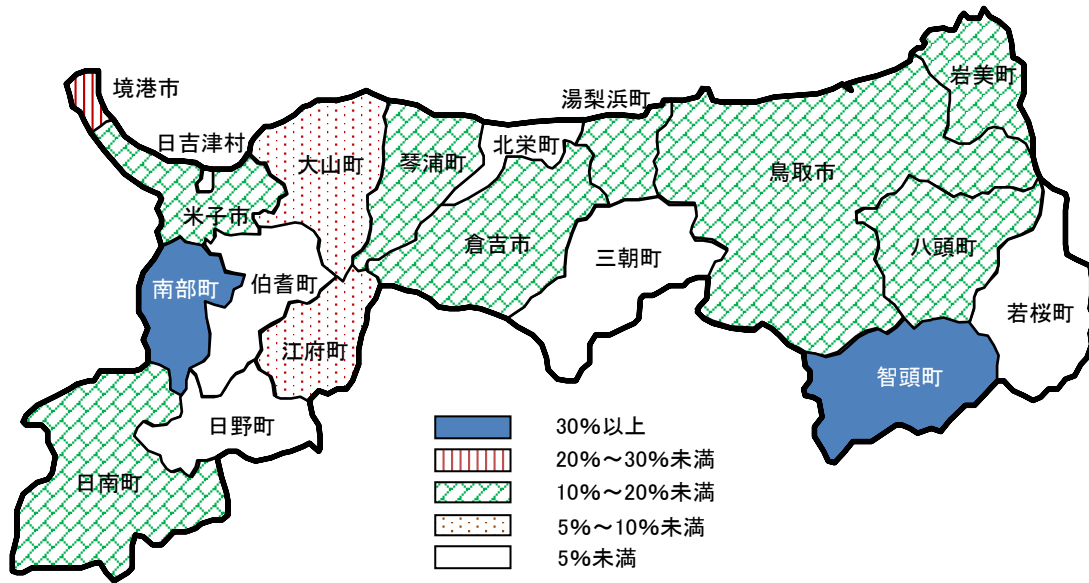 境港市
日吉津村
大山町
琴浦町
北栄町
湯梨浜町
岩美町
鳥取市
米子市
倉吉市
八頭町
三朝町
南部町
伯耆町
若桜町
江府町
智頭町
日野町
日南町
30%以上
20%～30%未満
10%～20%未満
5%～10%未満
5%未満